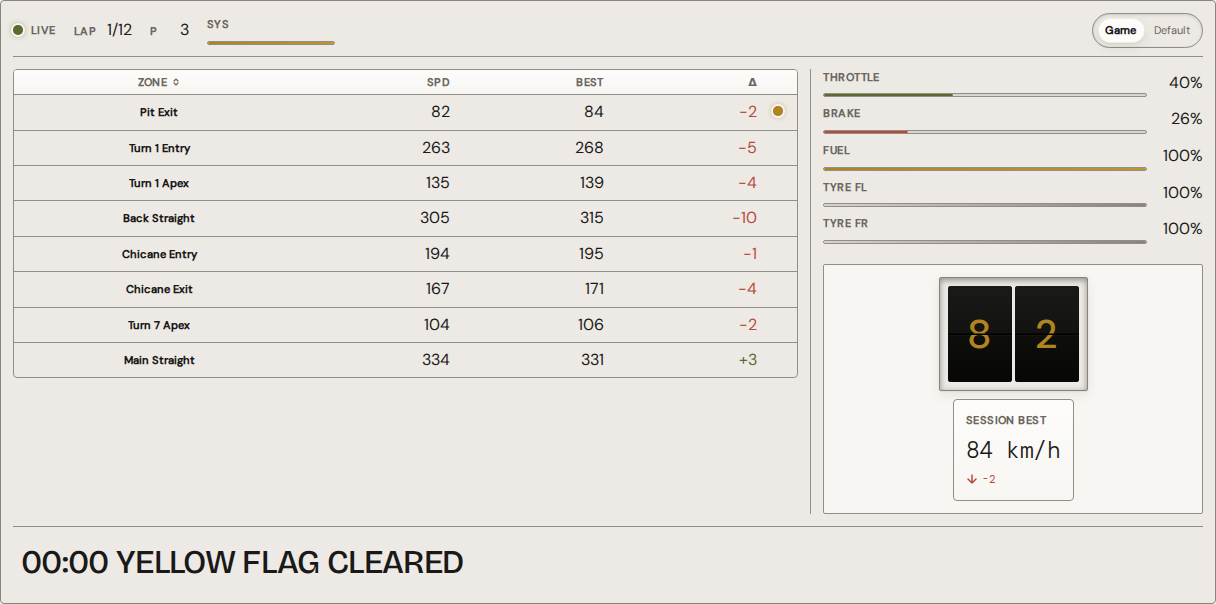 LIVE LAP 1/12 P 3 SYS
Game Default
ZONE SPD BEST Δ
Pit Exit 82 84 −2
Turn 1 Entry 263 268 −5
Turn 1 Apex 135 139 −4
Back Straight 305 315 −10
Chicane Entry 194 195 −1
Chicane Exit 167 171 −4
Turn 7 Apex 104 106 −2
Main Straight 334 331 +3
THROTTLE 40%
BRAKE 26%
FUEL 100%
TYRE FL 100%
TYRE FR 100%
8 2
SESSION BEST
84 km/h
↓ −2
00:00 YELLOW FLAG CLEARED